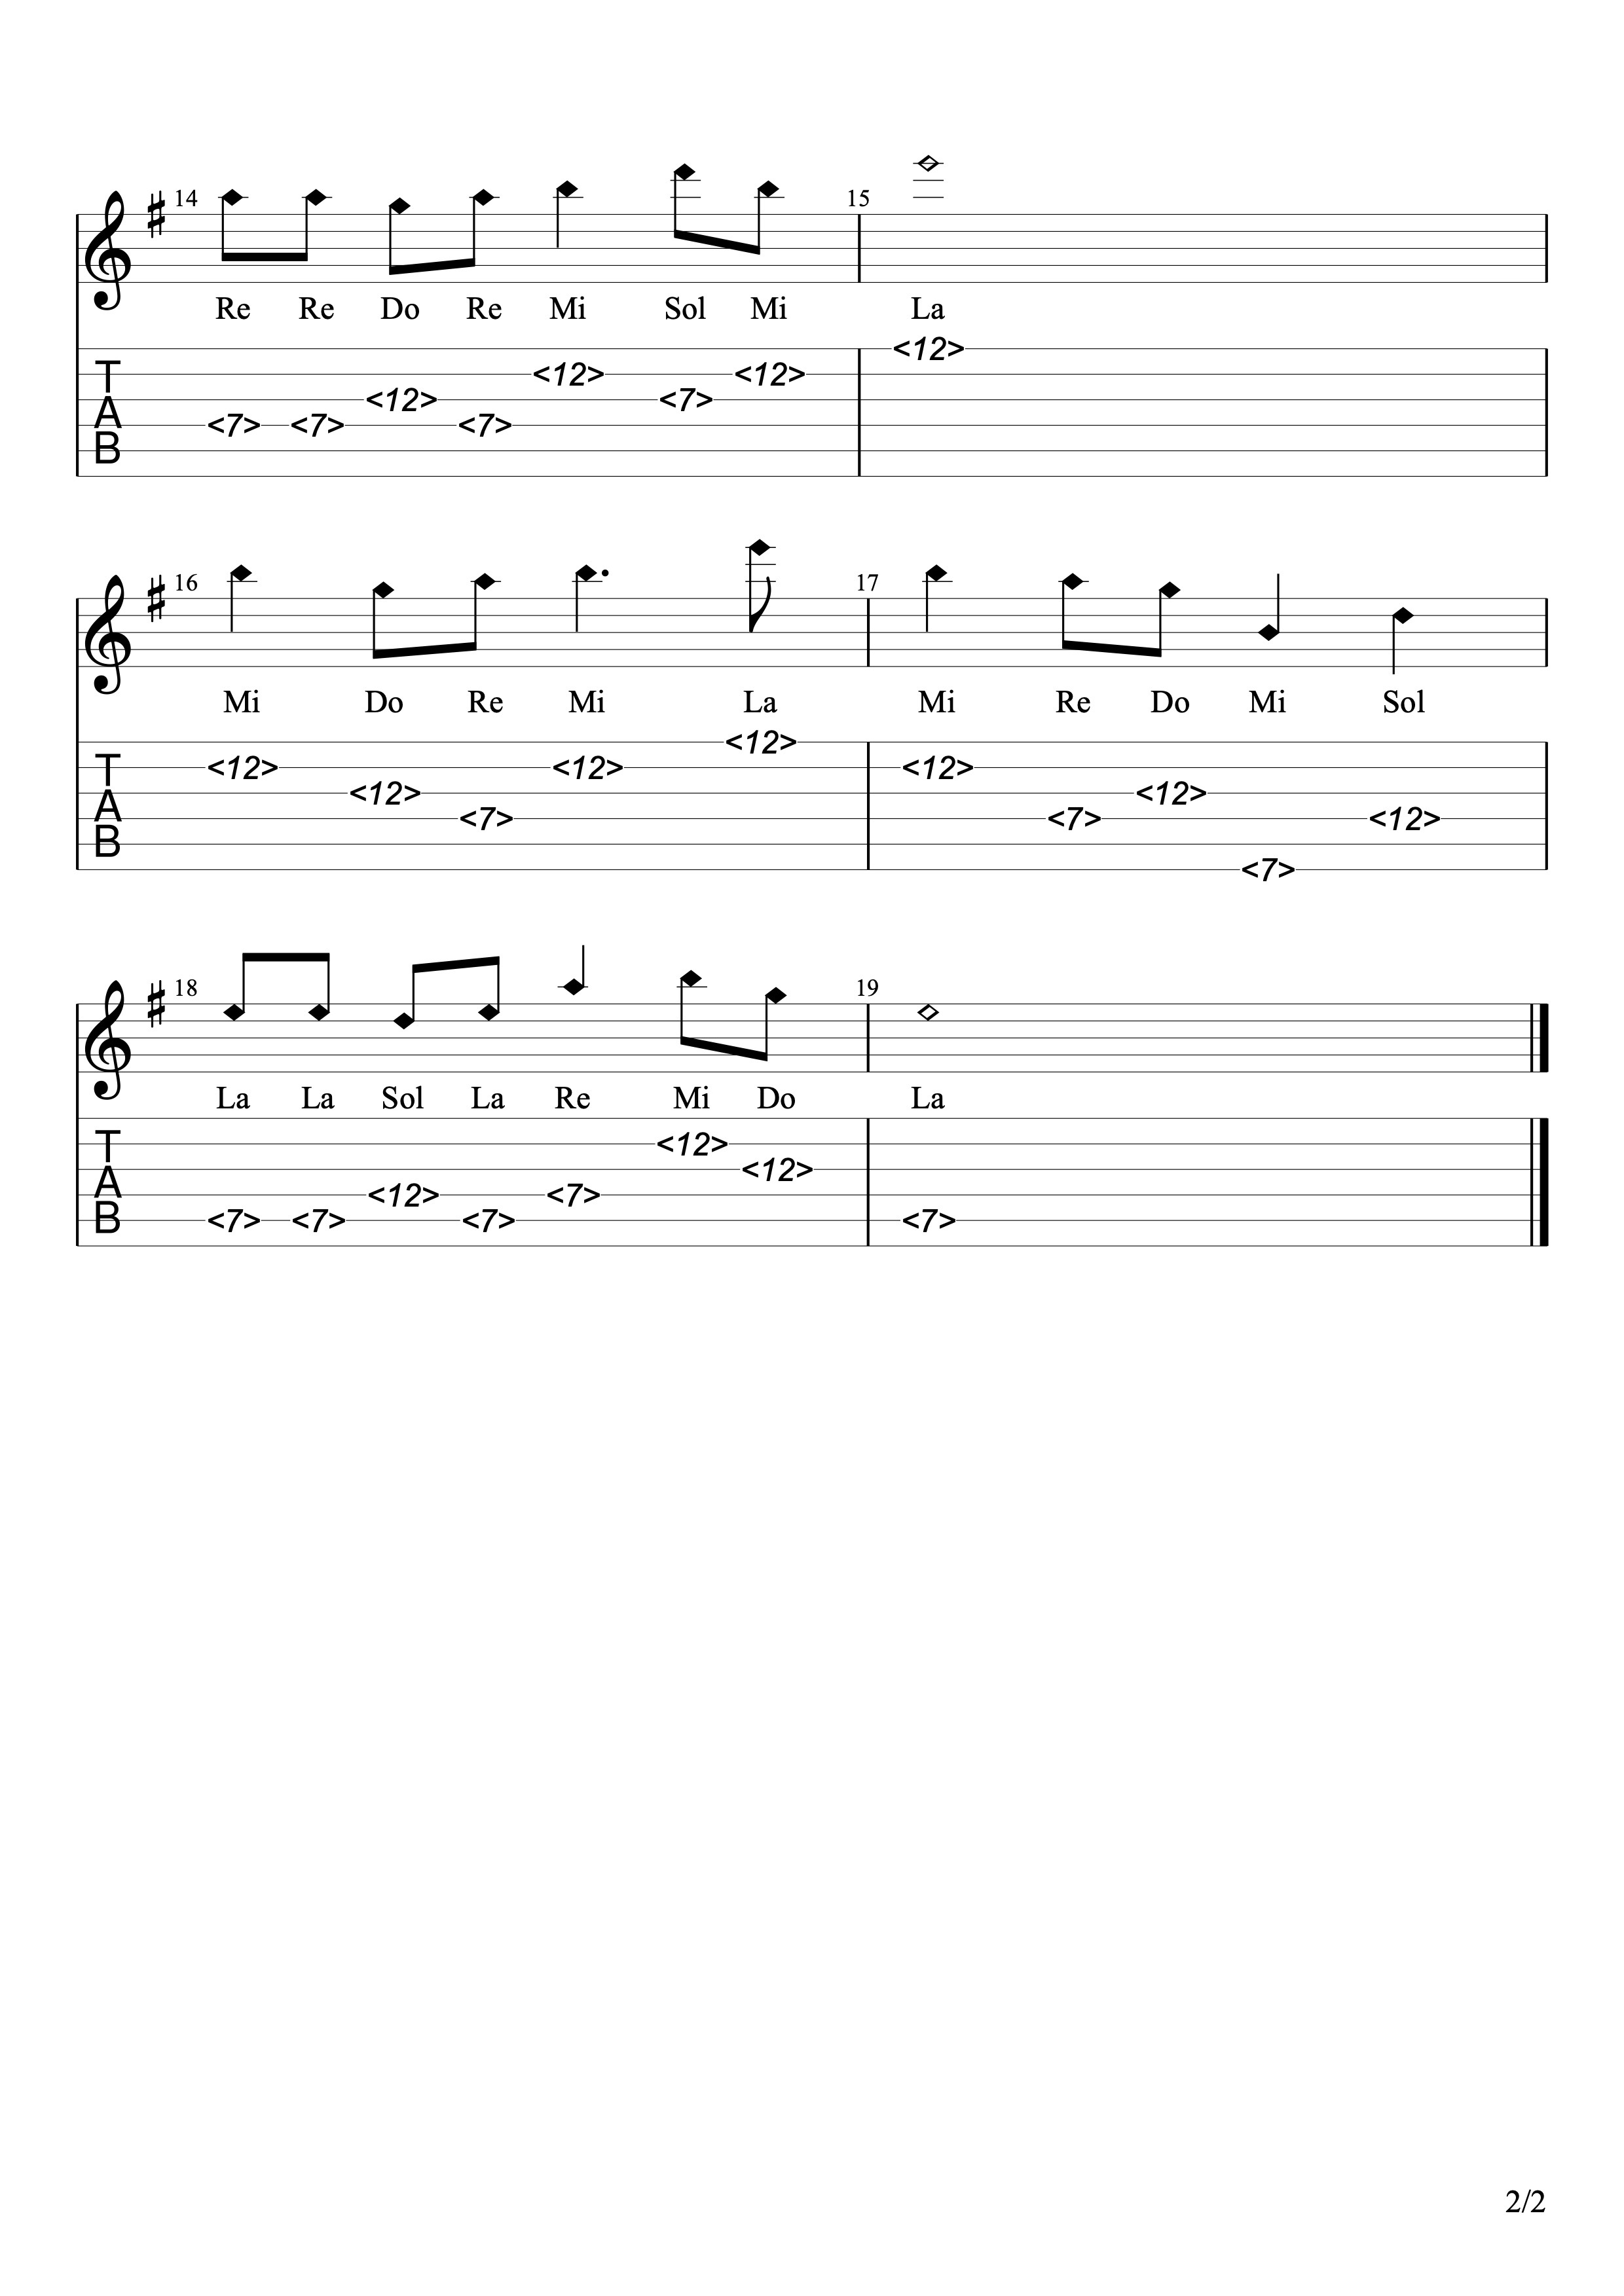 14 15
Re Re Do Re Mi Sol Mi La
<12>
<12> <12>
<12> <7>
<7> <7> <7>
TAB
16 17
Mi Do Re Mi La Mi Re Do Mi Sol
<12>
<12> <12> <12>
<12> <12>
<7> <7> <12>
<7>
TAB
18 19
La La Sol La Re Mi Do La
<12>
<12>
<12> <7>
<7> <7> <7> <7>
TAB
2/2